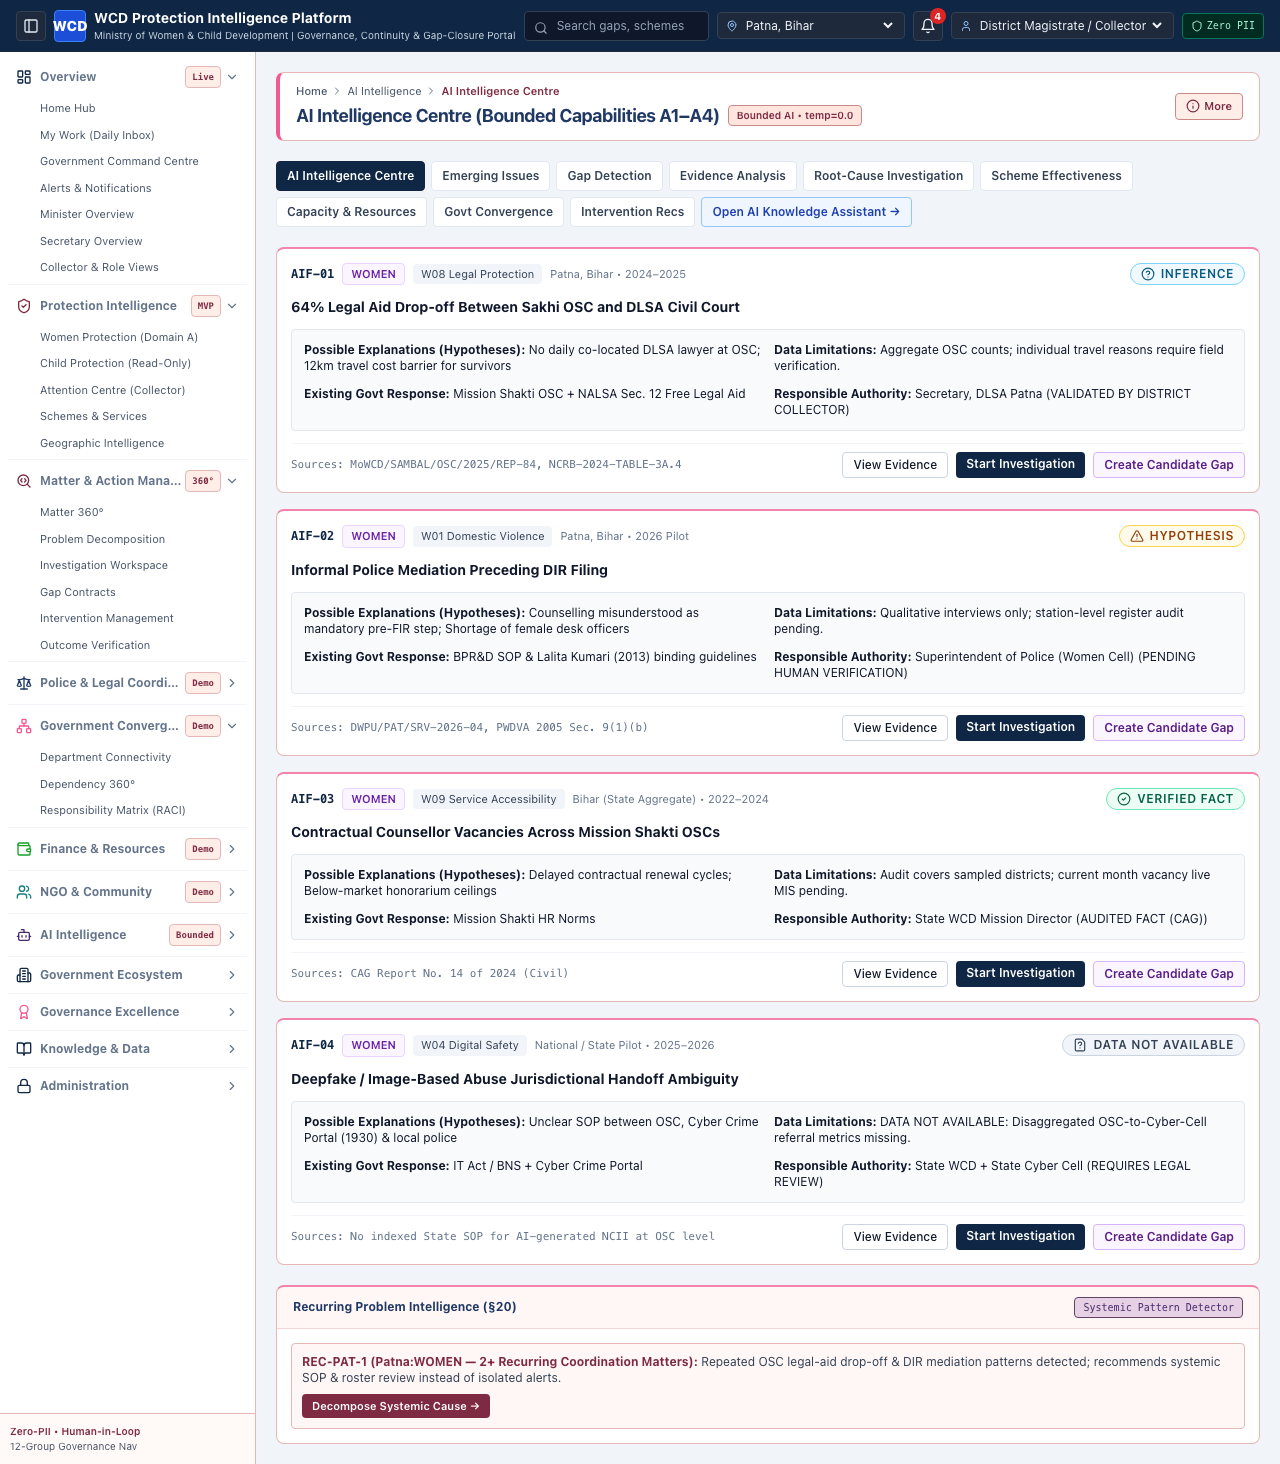 WCD
WCD Protection Intelligence Platform
Ministry of Women & Child Development | Governance, Continuity & Gap-Closure Portal
Search gaps, schemes
Patna, Bihar
4
District Magistrate / Collector
Zero PII
Overview
Live
Home Hub
My Work (Daily Inbox)
Government Command Centre
Alerts & Notifications
Minister Overview
Secretary Overview
Collector & Role Views
Protection Intelligence
MVP
Women Protection (Domain A)
Child Protection (Read-Only)
Attention Centre (Collector)
Schemes & Services
Geographic Intelligence
Matter & Action Mana...
360°
Matter 360°
Problem Decomposition
Investigation Workspace
Gap Contracts
Intervention Management
Outcome Verification
Police & Legal Coordi...
Demo
Government Converg...
Demo
Department Connectivity
Dependency 360°
Responsibility Matrix (RACI)
Finance & Resources
Demo
NGO & Community
Demo
AI Intelligence
Bounded
Government Ecosystem
Governance Excellence
Knowledge & Data
Administration
Zero-PII • Human-in-Loop
12-Group Governance Nav
Home > AI Intelligence > AI Intelligence Centre
AI Intelligence Centre (Bounded Capabilities A1–A4)
Bounded AI • temp=0.0
More
AI Intelligence Centre
Emerging Issues
Gap Detection
Evidence Analysis
Root-Cause Investigation
Scheme Effectiveness
Capacity & Resources
Govt Convergence
Intervention Recs
Open AI Knowledge Assistant →
AIF-01 WOMEN W08 Legal Protection Patna, Bihar • 2024–2025
INFERENCE
64% Legal Aid Drop-off Between Sakhi OSC and DLSA Civil Court
Possible Explanations (Hypotheses): No daily co-located DLSA lawyer at OSC;
12km travel cost barrier for survivors
Data Limitations: Aggregate OSC counts; individual travel reasons require field
verification.
Existing Govt Response: Mission Shakti OSC + NALSA Sec. 12 Free Legal Aid
Responsible Authority: Secretary, DLSA Patna (VALIDATED BY DISTRICT
COLLECTOR)
Sources: MoWCD/SAMBAL/OSC/2025/REP-84, NCRB-2024-TABLE-3A.4
View Evidence
Start Investigation
Create Candidate Gap
AIF-02 WOMEN W01 Domestic Violence Patna, Bihar • 2026 Pilot
HYPOTHESIS
Informal Police Mediation Preceding DIR Filing
Possible Explanations (Hypotheses): Counselling misunderstood as
mandatory pre-FIR step; Shortage of female desk officers
Data Limitations: Qualitative interviews only; station-level register audit
pending.
Existing Govt Response: BPR&D SOP & Lalita Kumari (2013) binding guidelines
Responsible Authority: Superintendent of Police (Women Cell) (PENDING
HUMAN VERIFICATION)
Sources: DWPU/PAT/SRV-2026-04, PWDVA 2005 Sec. 9(1)(b)
View Evidence
Start Investigation
Create Candidate Gap
AIF-03 WOMEN W09 Service Accessibility Bihar (State Aggregate) • 2022–2024
VERIFIED FACT
Contractual Counsellor Vacancies Across Mission Shakti OSCs
Possible Explanations (Hypotheses): Delayed contractual renewal cycles;
Below-market honorarium ceilings
Data Limitations: Audit covers sampled districts; current month vacancy live
MIS pending.
Existing Govt Response: Mission Shakti HR Norms
Responsible Authority: State WCD Mission Director (AUDITED FACT (CAG))
Sources: CAG Report No. 14 of 2024 (Civil)
View Evidence
Start Investigation
Create Candidate Gap
AIF-04 WOMEN W04 Digital Safety National / State Pilot • 2025–2026
DATA NOT AVAILABLE
Deepfake / Image-Based Abuse Jurisdictional Handoff Ambiguity
Possible Explanations (Hypotheses): Unclear SOP between OSC, Cyber Crime
Portal (1930) & local police
Data Limitations: DATA NOT AVAILABLE: Disaggregated OSC-to-Cyber-Cell
referral metrics missing.
Existing Govt Response: IT Act / BNS + Cyber Crime Portal
Responsible Authority: State WCD + State Cyber Cell (REQUIRES LEGAL
REVIEW)
Sources: No indexed State SOP for AI-generated NCII at OSC level
View Evidence
Start Investigation
Create Candidate Gap
Recurring Problem Intelligence (§20)
Systemic Pattern Detector
REC-PAT-1 (Patna:WOMEN — 2+ Recurring Coordination Matters): Repeated OSC legal-aid drop-off & DIR mediation patterns detected; recommends systemic
SOP & roster review instead of isolated alerts.
Decompose Systemic Cause →